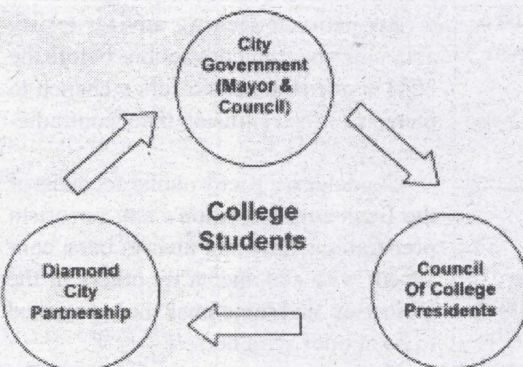 City
Government
(Mayor &
Council)
College
Students
Diamond
City
Partnership
Council
Of College
Presidents